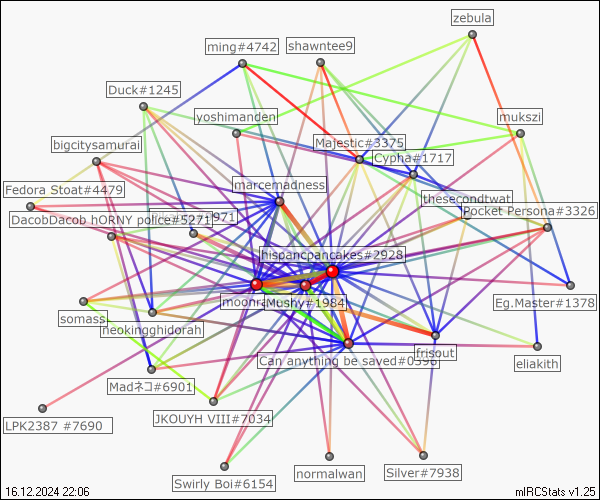 zebula
ming#4742
shawntee9
Duck#1245
yoshimanden
mukszi
bigcitysamurai
Majestic#3375
Cypha#1717
marcemadness
Fedora Stoat#4479
thesecondtwat
Pocket Persona#3326
DacobDacob hORNY police#5271
971
hispancpancakes#2928
moonra
Mushy#1984
Eg.Master#1378
somass
neokingghidorah
frisout
Can anything be saved#0396
eliakith
Madネコ#6901
JKOUYH VIII#7034
LPK2387 #7690
Swirly Boi#6154
normalwan
Silver#7938
16.12.2024 22:06
mIRCStats v1.25